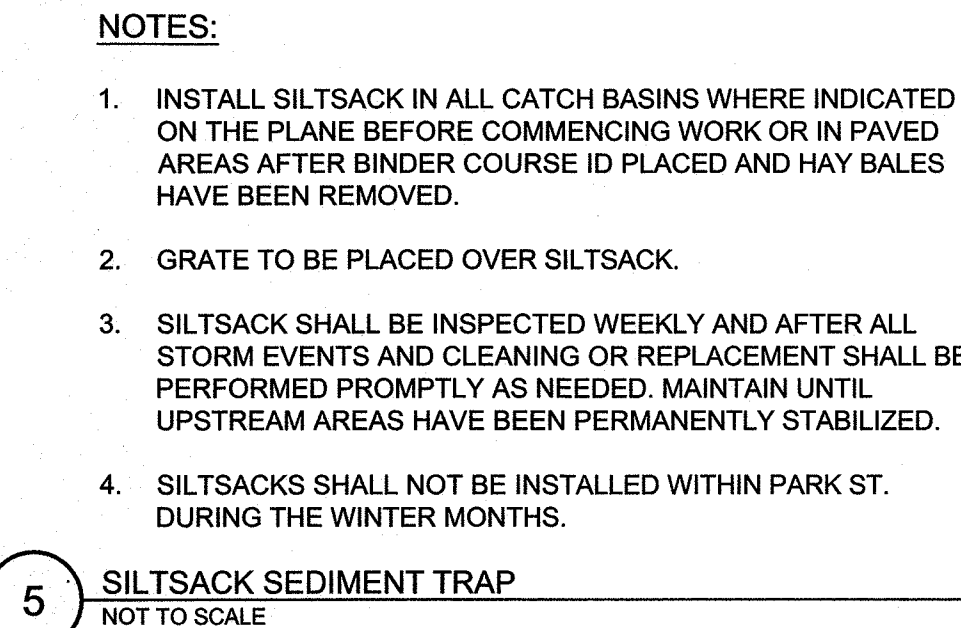 NOTES:
1. INSTALL SILTSACK IN ALL CATCH BASINS WHERE INDICATED
ON THE PLANE BEFORE COMMENCING WORK OR IN PAVED
AREAS AFTER BINDER COURSE ID PLACED AND HAY BALES
HAVE BEEN REMOVED.
2. GRATE TO BE PLACED OVER SILTSACK.
3. SILTSACK SHALL BE INSPECTED WEEKLY AND AFTER ALL
STORM EVENTS AND CLEANING OR REPLACEMENT SHALL BE
PERFORMED PROMPTLY AS NEEDED. MAINTAIN UNTIL
UPSTREAM AREAS HAVE BEEN PERMANENTLY STABILIZED.
4. SILTSACKS SHALL NOT BE INSTALLED WITHIN PARK ST.
DURING THE WINTER MONTHS.
5 SILTSACK SEDIMENT TRAP
NOT TO SCALE